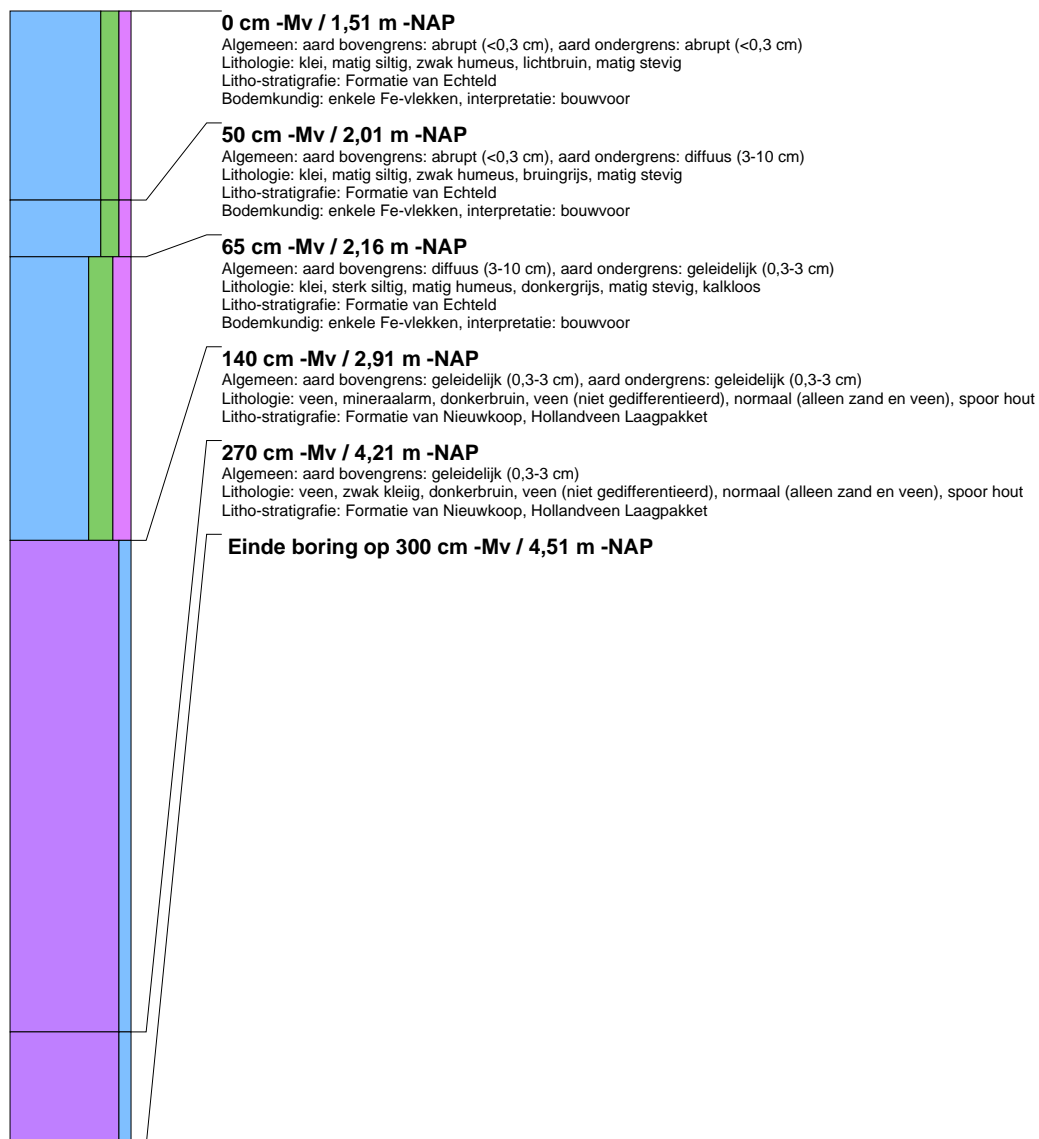 0 cm -Mv / 1,51 m -NAP
Algemeen: aard bovengrens: abrupt (<0,3 cm), aard ondergrens: abrupt (<0,3 cm)
Lithologie: klei, matig siltig, zwak humeus, lichtbruin, matig stevig
Litho-stratigrafie: Formatie van Echteld
Bodemkundig: enkele Fe-vlekken, interpretatie: bouwvoor
50 cm -Mv / 2,01 m -NAP
Algemeen: aard bovengrens: abrupt (<0,3 cm), aard ondergrens: diffuus (3-10 cm)
Lithologie: klei, matig siltig, zwak humeus, bruingrijs, matig stevig
Litho-stratigrafie: Formatie van Echteld
Bodemkundig: enkele Fe-vlekken, interpretatie: bouwvoor
65 cm -Mv / 2,16 m -NAP
Algemeen: aard bovengrens: diffuus (3-10 cm), aard ondergrens: geleidelijk (0,3-3 cm)
Lithologie: klei, sterk siltig, matig humeus, donkergrijs, matig stevig, kalkloos
Litho-stratigrafie: Formatie van Echteld
Bodemkundig: enkele Fe-vlekken, interpretatie: bouwvoor
140 cm -Mv / 2,91 m -NAP
Algemeen: aard bovengrens: geleidelijk (0,3-3 cm), aard ondergrens: geleidelijk (0,3-3 cm)
Lithologie: veen, mineraalarm, donkerbruin, veen (niet gedifferentieerd), normaal (alleen zand en veen), spoor hout
Litho-stratigrafie: Formatie van Nieuwkoop, Hollandveen Laagpakket
270 cm -Mv / 4,21 m -NAP
Algemeen: aard bovengrens: geleidelijk (0,3-3 cm)
Lithologie: veen, zwak kleiig, donkerbruin, veen (niet gedifferentieerd), normaal (alleen zand en veen), spoor hout
Litho-stratigrafie: Formatie van Nieuwkoop, Hollandveen Laagpakket
Einde boring op 300 cm -Mv / 4,51 m -NAP